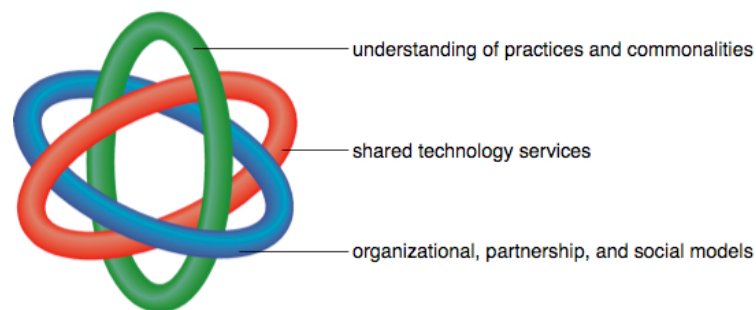 understanding of practices and commonalities
shared technology services
organizational, partnership, and social models